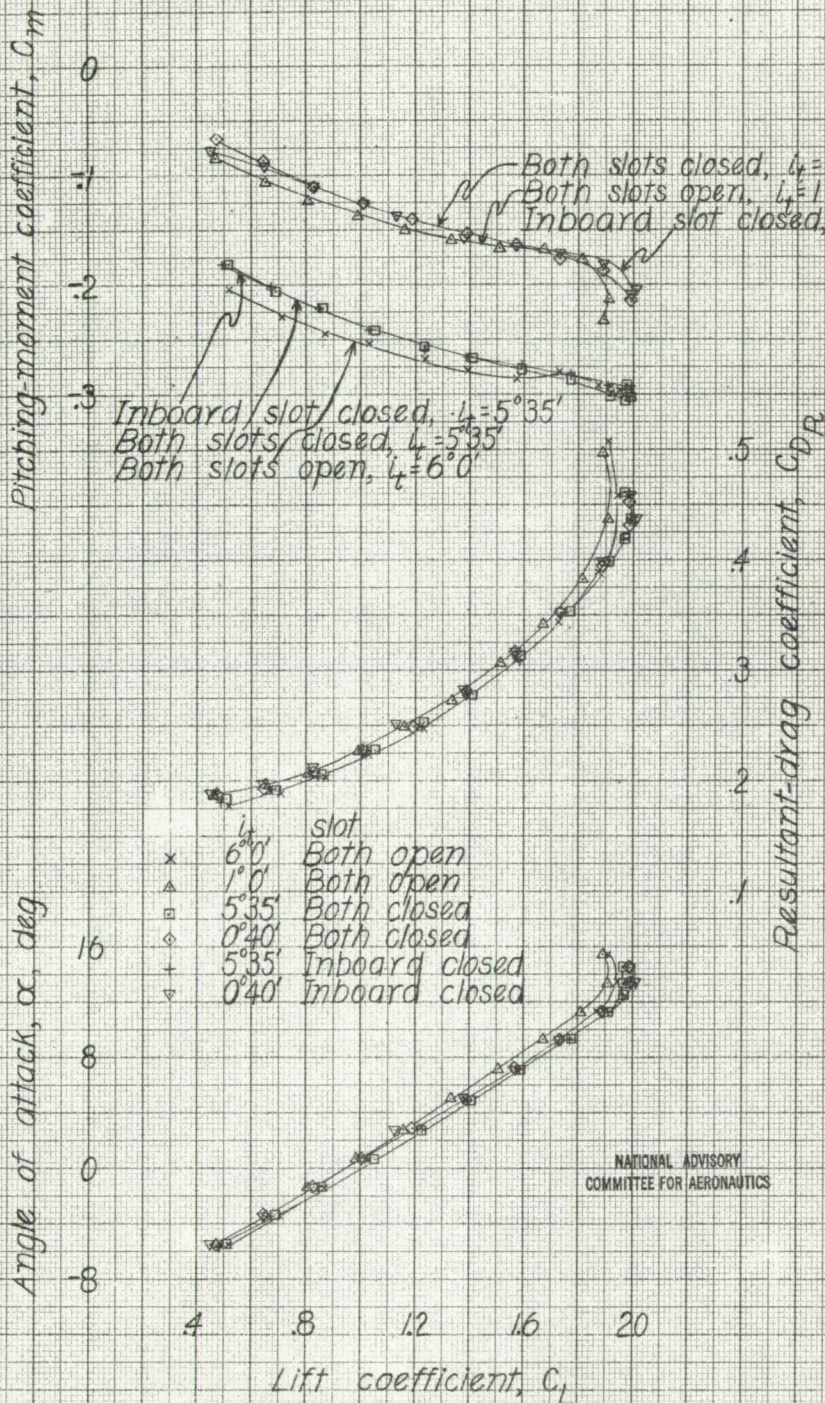 Pitching-moment coefficient, Cm
0
-.1
-.2
-.3
Both slots closed, it=
Both slots open, it=1
Inboard slot closed,
Inboard slot closed, it=5°35'
Both slots closed, it=5°35'
Both slots open, it=6°0'
Resultant-drag coefficient, CDR
.5
.4
.3
.2
.1
it slot
× 6°0' Both open
△ 1°0' Both open
□ 5°35' Both closed
◇ 0°40' Both closed
+ 5°35' Inboard closed
▽ 0°40' Inboard closed
Angle of attack, α, deg
16
8
0
-8
NATIONAL ADVISORY
COMMITTEE FOR AERONAUTICS
.4 .8 1.2 1.6 2.0
Lift coefficient, CL